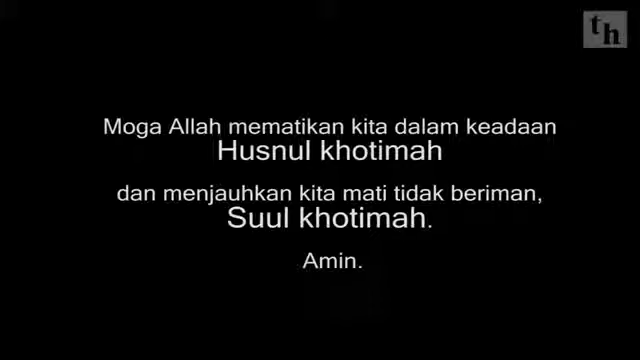 th
Moga Allah mematikan kita dalam keadaan
Husnul khotimah
dan menjauhkan kita mati tidak beriman,
Suul khotimah.
Amin.